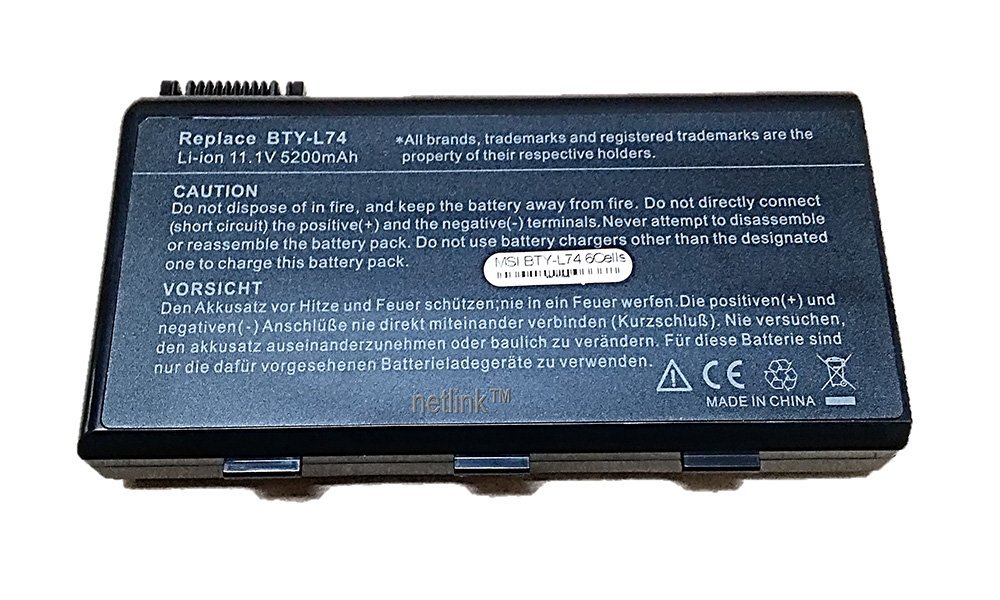 Replace BTY-L74
Li-ion 11.1V 5200mAh
*All brands, trademarks and registered trademarks are the
property of their respective holders.
CAUTION
Do not dispose of in fire, and keep the battery away from fire. Do not directly connect
(short circuit) the positive(+) and the negative(-) terminals.Never attempt to disassemble
or reassemble the battery pack. Do not use battery chargers other than the designated
one to charge this battery pack.
MSI BTY-L74 6Cells
VORSICHT
Den Akkusatz vor Hitze und Feuer schützen;nie in ein Feuer werfen.Die positiven(+) und
negativen(-) Anschlüße nie direkt miteinander verbinden (Kurzschluß). Nie versuchen,
den akkusatz auseinanderzunehmen oder baulich zu verändern. Für diese Batterie sind
nur die dafür vorgesehenen Batterieladegeräte zu verwenden.
netlink™
CE
MADE IN CHINA